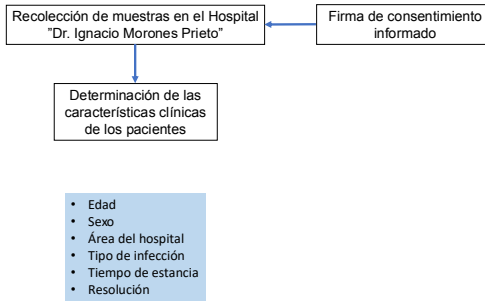 Recolección de muestras en el Hospital
”Dr. Ignacio Morones Prieto”
Firma de consentimiento
informado
Determinación de las
características clínicas
de los pacientes
• Edad
• Sexo
• Área del hospital
• Tipo de infección
• Tiempo de estancia
• Resolución